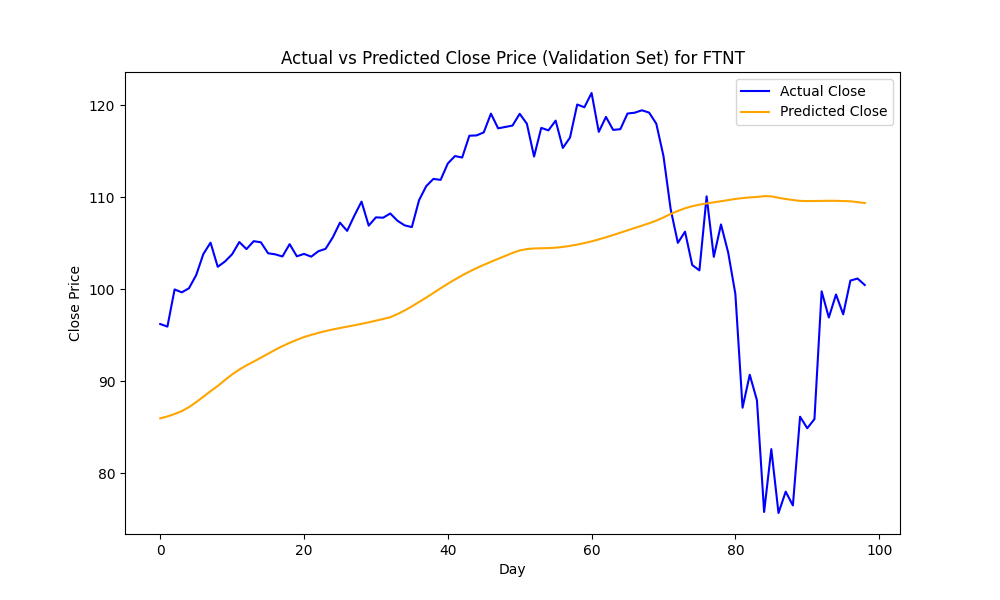 Actual vs Predicted Close Price (Validation Set) for FTNT
Actual Close
Predicted Close
Close Price
120
110
100
90
80
0 20 40 60 80 100
Day